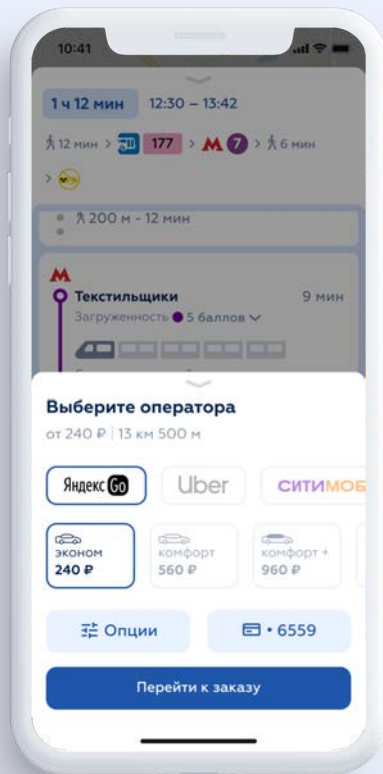 10:41
1 ч 12 мин 12:30 – 13:42
12 мин > 177 > М 7 > 6 мин
>
200 м - 12 мин
М
Текстильщики 9 мин
Загруженность 5 баллов
Выберите оператора
от 240 ₽ | 13 км 500 м
Яндекс Go Uber СИТИМОБ
эконом комфорт комфорт +
240 ₽ 560 ₽ 960 ₽
Опции • 6559
Перейти к заказу